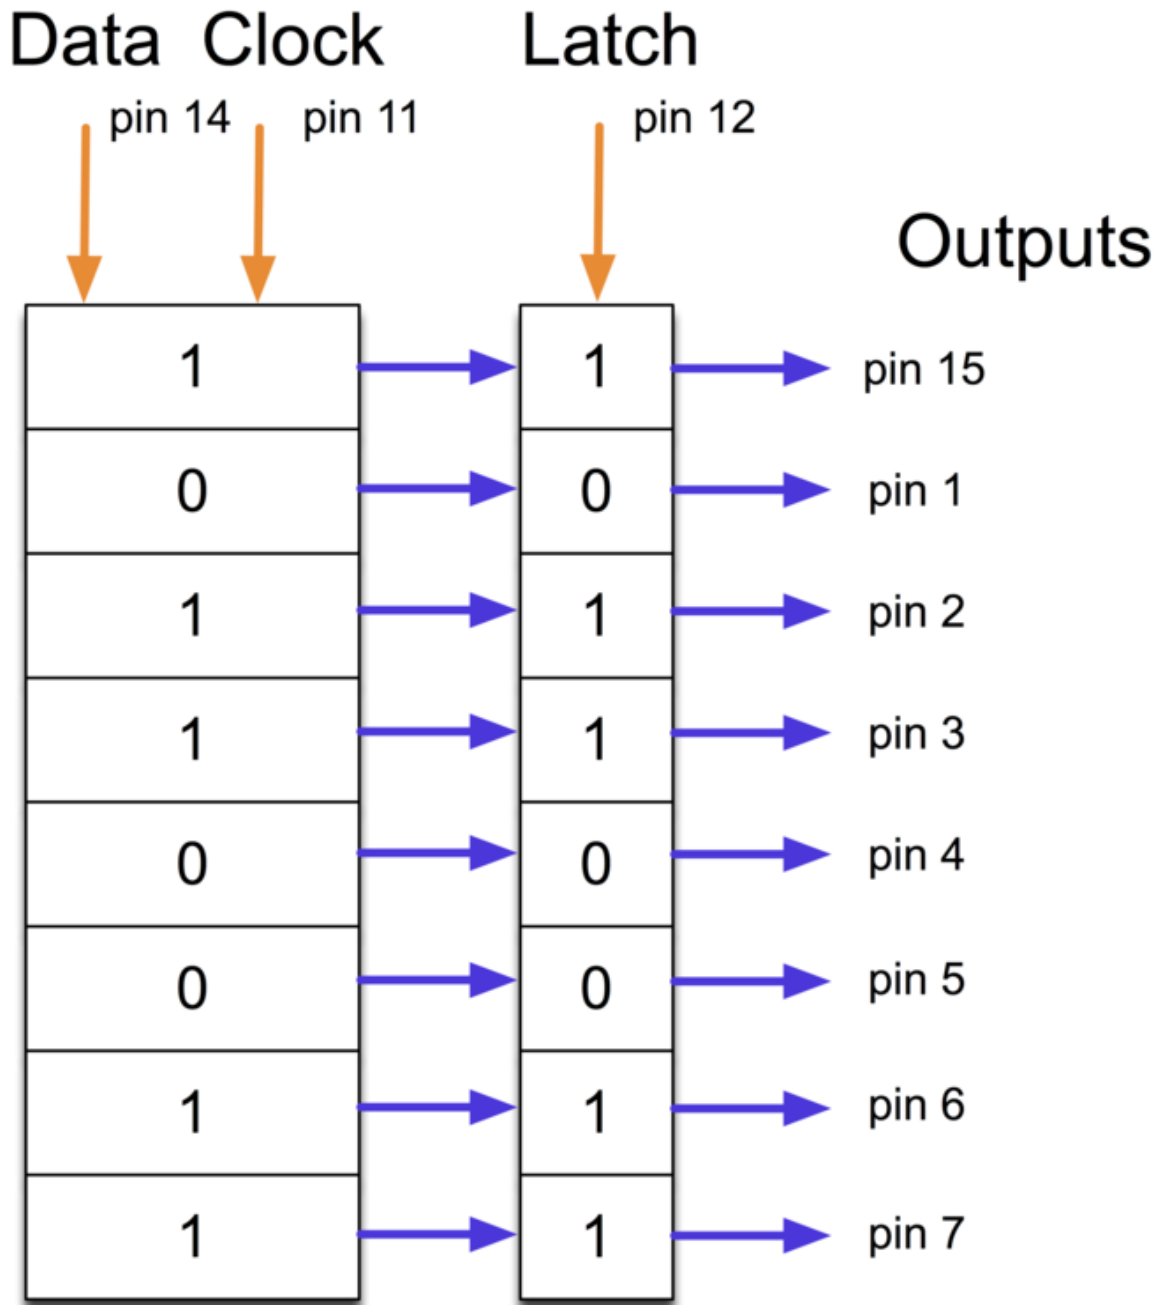 Data Clock Latch
pin 14 pin 11 pin 12
Outputs
1 1 pin 15
0 0 pin 1
1 1 pin 2
1 1 pin 3
0 0 pin 4
0 0 pin 5
1 1 pin 6
1 1 pin 7